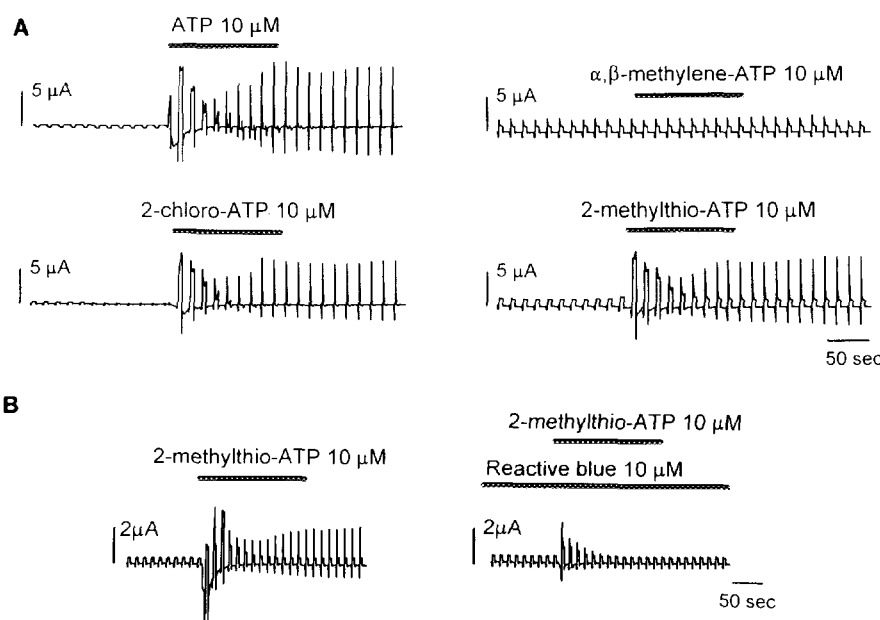 A
ATP 10 μM
5 μA
α,β-methylene-ATP 10 μM
5 μA
2-chloro-ATP 10 μM
5 μA
2-methylthio-ATP 10 μM
5 μA
50 sec
B
2-methylthio-ATP 10 μM
2μA
2-methylthio-ATP 10 μM
Reactive blue 10 μM
2μA
50 sec